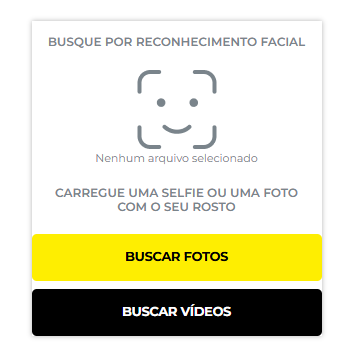 BUSQUE POR RECONHECIMENTO FACIAL
Nenhum arquivo selecionado
CARREGUE UMA SELFIE OU UMA FOTO
COM O SEU ROSTO
BUSCAR FOTOS
BUSCAR VÍDEOS